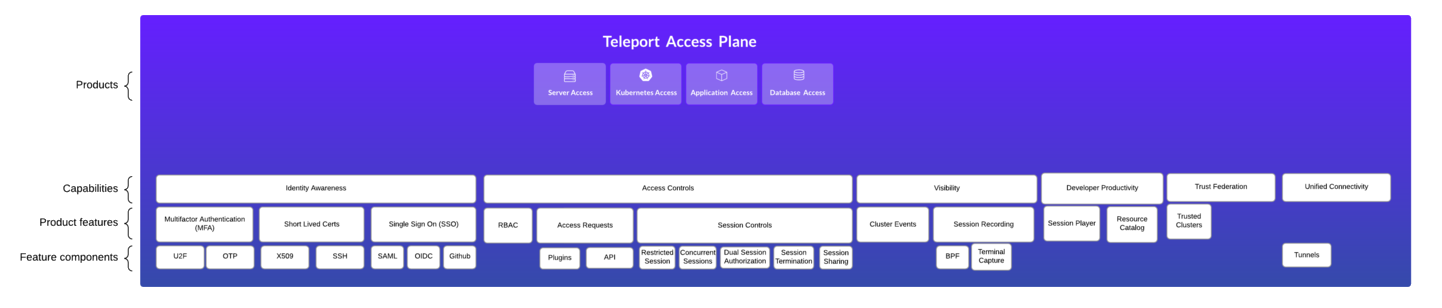 Teleport Access Plane
Products
Server Access
Kubernetes Access
Application Access
Database Access
Capabilities
Identity Awareness
Access Controls
Visibility
Developer Productivity
Trust Federation
Unified Connectivity
Product features
Multifactor Authentication
(MFA)
Short Lived Certs
Single Sign On (SSO)
RBAC
Access Requests
Session Controls
Cluster Events
Session Recording
Session Player
Resource
Catalog
Trusted
Clusters
Feature components
U2F
OTP
X509
SSH
SAML
OIDC
Github
Plugins
API
Restricted
Session
Concurrent
Sessions
Dual Session
Authorization
Session
Termination
Session
Sharing
BPF
Terminal
Capture
Tunnels